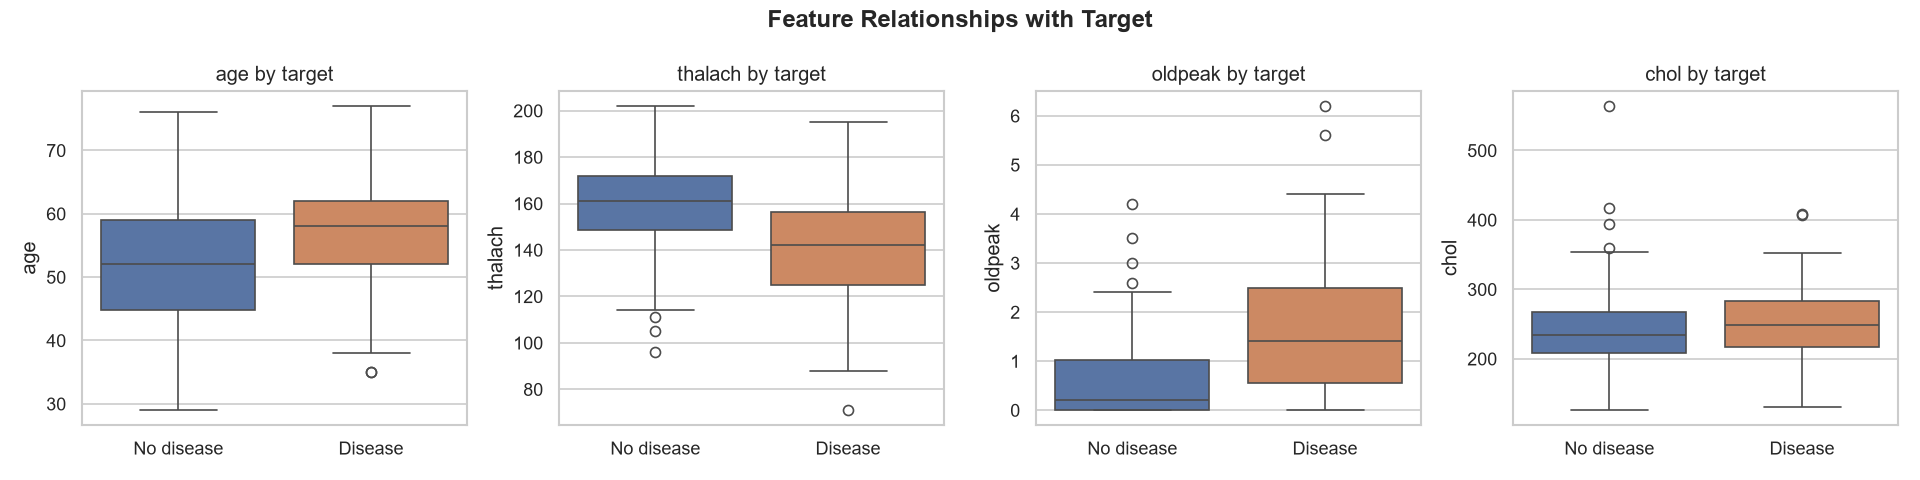 Feature Relationships with Target
age by target
age
70
60
50
40
30
No disease
Disease
thalach by target
thalach
200
180
160
140
120
100
80
No disease
Disease
oldpeak by target
oldpeak
6
5
4
3
2
1
0
No disease
Disease
chol by target
chol
500
400
300
200
No disease
Disease